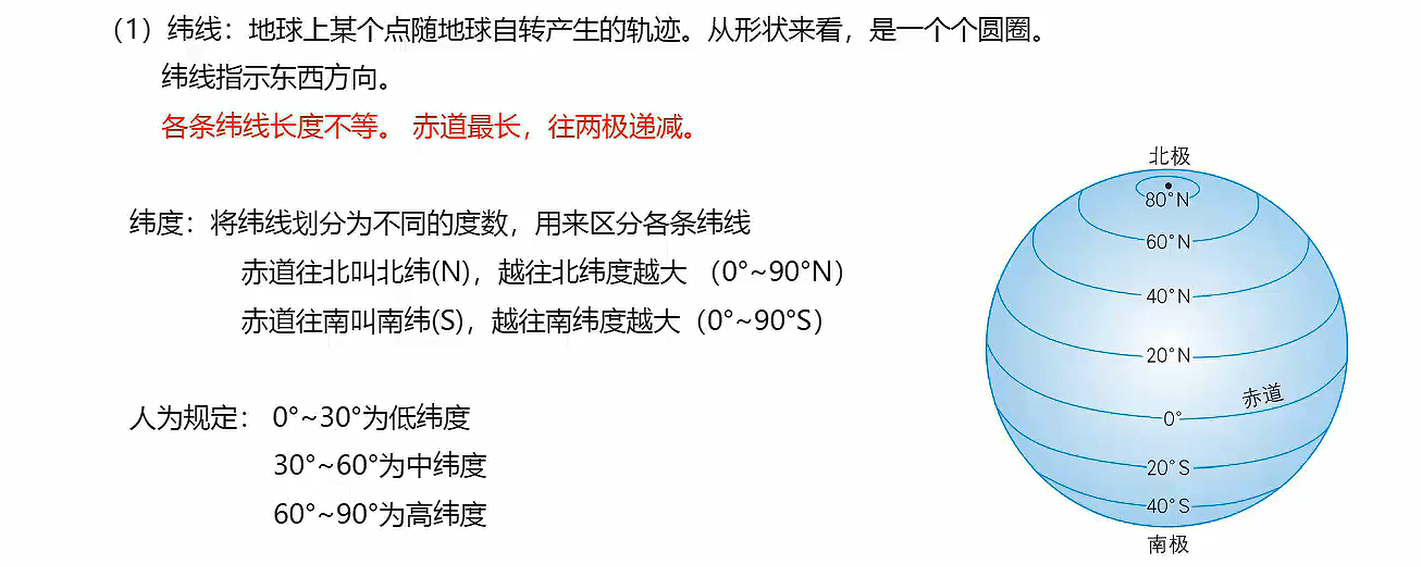 （1）纬线：地球上某个点随地球自转产生的轨迹。从形状来看，是一个个圆圈。
纬线指示东西方向。
各条纬线长度不等。 赤道最长，往两极递减。
纬度：将纬线划分为不同的度数，用来区分各条纬线
赤道往北叫北纬(N)，越往北纬度越大 （0°~90°N）
赤道往南叫南纬(S)，越往南纬度越大（0°~90°S）
人为规定： 0°~30°为低纬度
30°~60°为中纬度
60°~90°为高纬度
北极
80°N
60°N
40°N
20°N
赤道
0°
20°S
40°S
南极